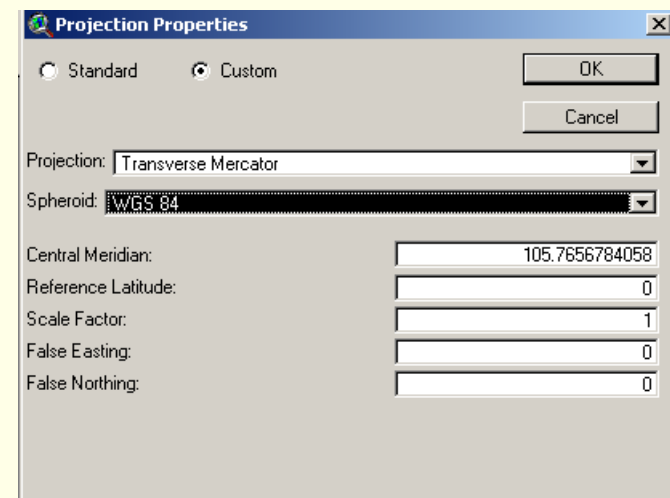 Projection Properties
Standard Custom OK
Cancel
Projection: Transverse Mercator
Spheroid: WGS 84
Central Meridian: 105.7656784058
Reference Latitude: 0
Scale Factor: 1
False Easting: 0
False Northing: 0